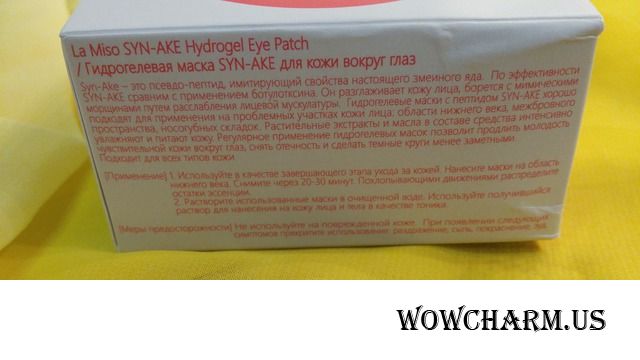 La Miso SYN-AKE Hydrogel Eye Patch
/ Гидрогелевая маска SYN-AKE для кожи вокруг глаз
Syn-Ake – это псевдо-пептид, имитирующий свойства настоящего змеиного яда. По эффективности
SYN-AKE сравним с применением ботулотоксина. Он разглаживает кожу лица, борется с мимическими
морщинами путем расслабления лицевой мускулатуры. Гидрогелевые маски с пептидом SYN-AKE хорошо
подходят для применения на проблемных участках кожи лица: области нижнего века, межбровного
пространства, носогубных складок. Растительные экстракты и масла в составе средства интенсивно
увлажняют и питают кожу. Регулярное применение гидрогелевых масок позволит продлить молодость
чувствительной кожи вокруг глаз, снять отечность и сделать темные круги менее заметными.
Подходит для всех типов кожи
[Применение] 1. Используйте в качестве завершающего этапа ухода за кожей. Нанесите маски на область
нижнего века. Снимите через 20-30 минут. Похлопывающими движениями распределите
остатки эссенции.
2. Растворите использованные маски в очищенной воде. Используйте получившийся
раствор для нанесения на кожу лица и тела в качестве тоника.
[Меры предосторожности] Не используйте на поврежденной коже. При появлении следующих
симптомов прекратите использование: раздражение, сыпь, покраснение, зуд.
WOWCHARM.US